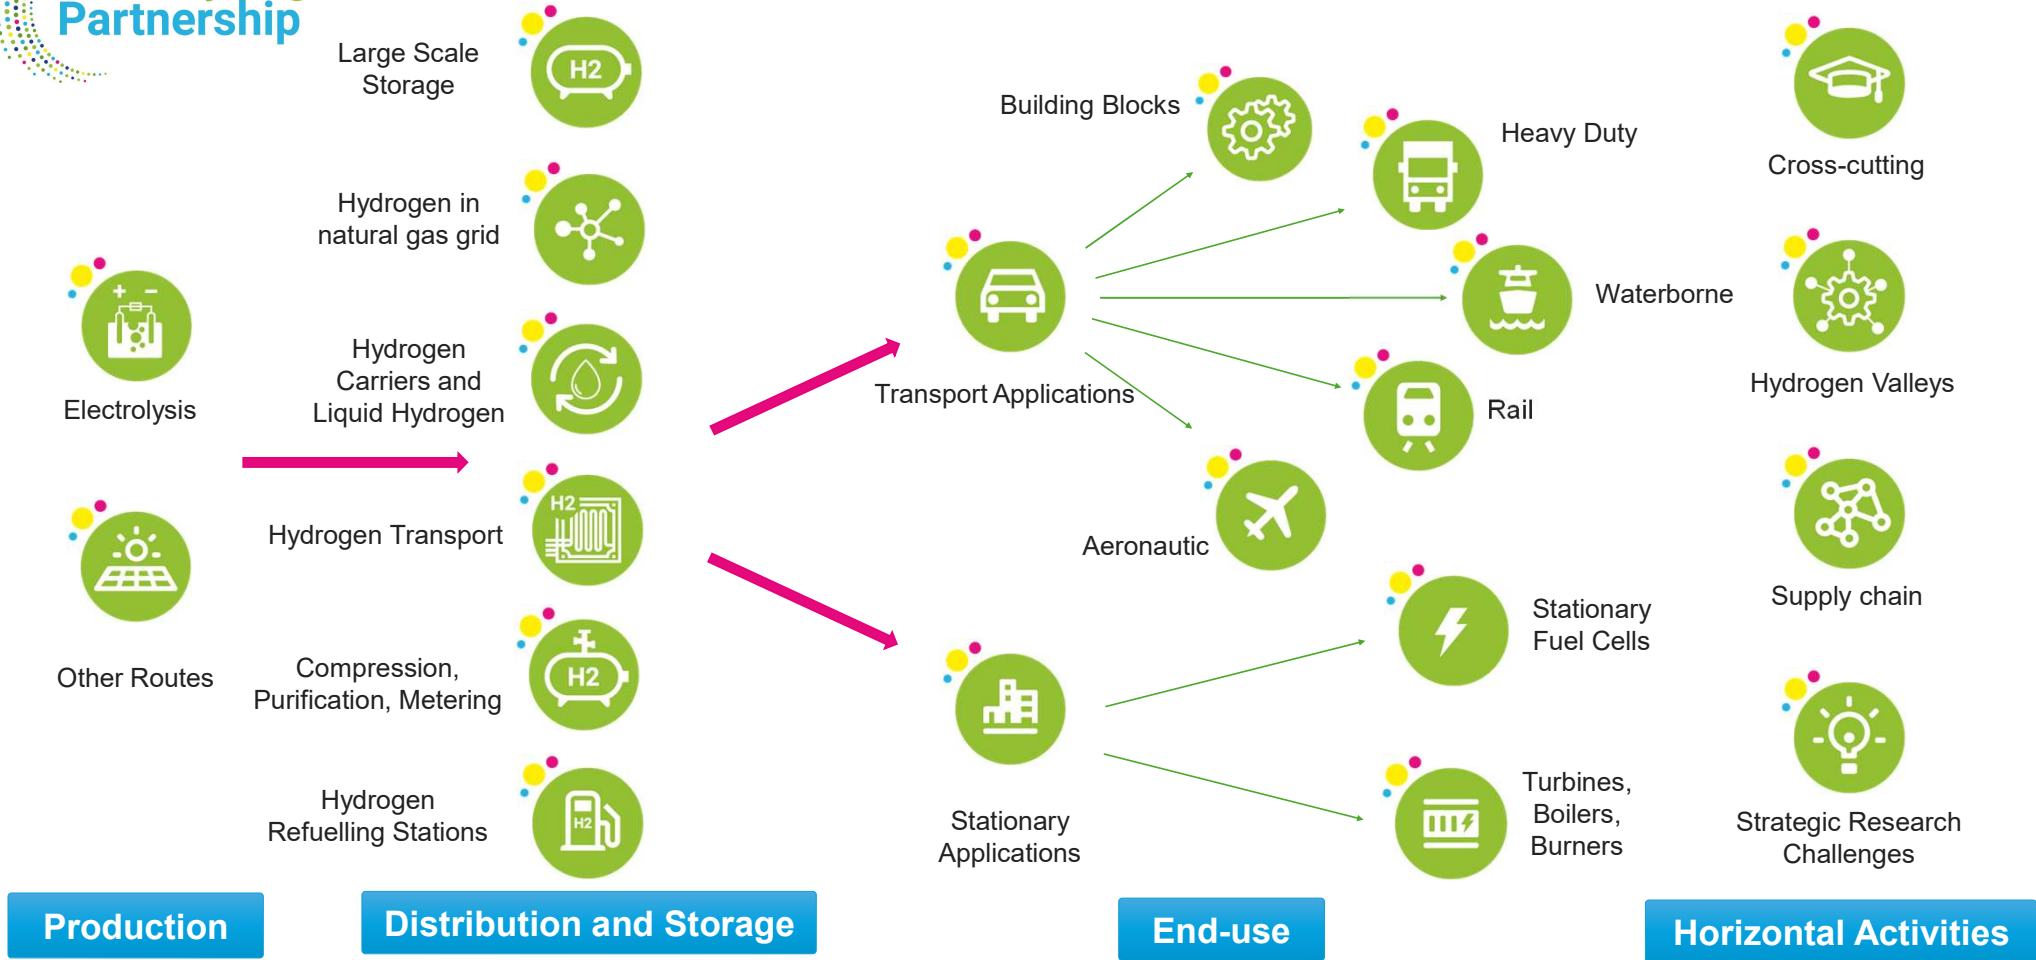 Partnership
Large Scale
Storage
Hydrogen in
natural gas grid
Hydrogen
Carriers and
Liquid Hydrogen
Hydrogen Transport
Compression,
Purification, Metering
Hydrogen
Refuelling Stations
Electrolysis
Other Routes
H2
+ −
H2
H2
H2
Building Blocks
Heavy Duty
Waterborne
Rail
Aeronautic
Transport Applications
Stationary
Applications
Stationary
Fuel Cells
Turbines,
Boilers,
Burners
Cross-cutting
Hydrogen Valleys
Supply chain
Strategic Research
Challenges
Production
Distribution and Storage
End-use
Horizontal Activities